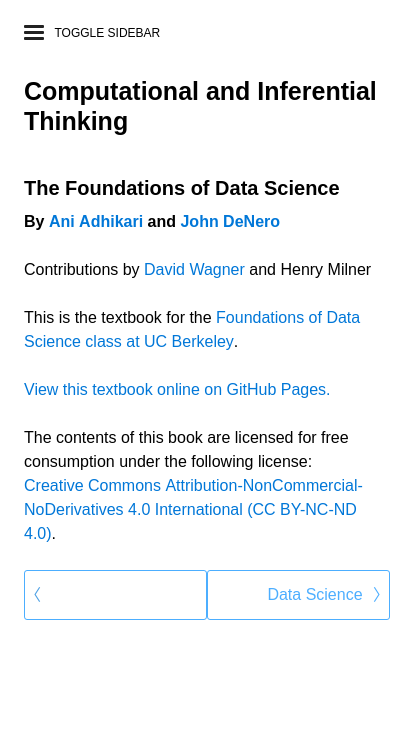 TOGGLE SIDEBAR
Computational and Inferential
Thinking
The Foundations of Data Science
By Ani Adhikari and John DeNero
Contributions by David Wagner and Henry Milner
This is the textbook for the Foundations of Data
Science class at UC Berkeley.
View this textbook online on GitHub Pages.
The contents of this book are licensed for free
consumption under the following license:
Creative Commons Attribution-NonCommercial-
NoDerivatives 4.0 International (CC BY-NC-ND
4.0).
Data Science